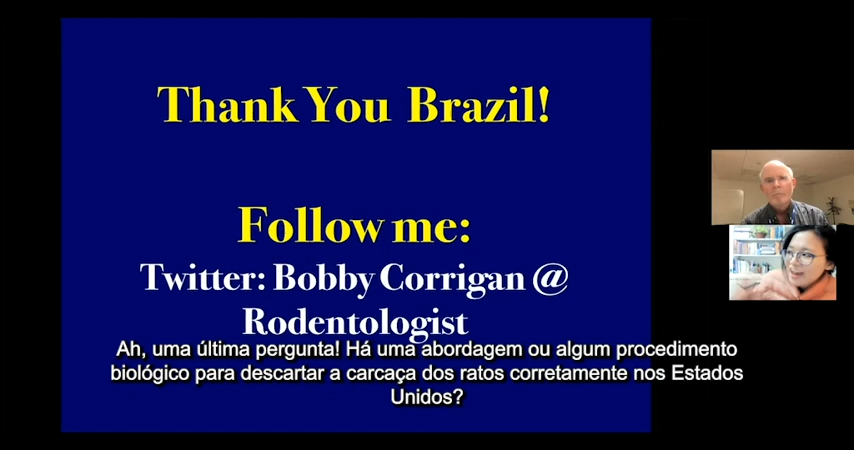 Thank You Brazil!
Follow me:
Twitter: Bobby Corrigan @
Rodentologist
Ah, uma última pergunta! Há uma abordagem ou algum procedimento
biológico para descartar a carcaça dos ratos corretamente nos Estados
Unidos?